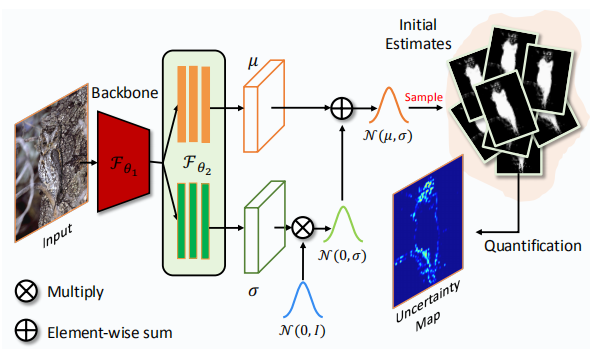 Initial
Estimates
μ
Backbone
Sample
𝒩(μ, σ)
ℱθ₁
ℱθ₂
Input
𝒩(0, σ)
Quantification
σ
Multiply
𝒩(0, I)
Uncertainty
Map
Element-wise sum